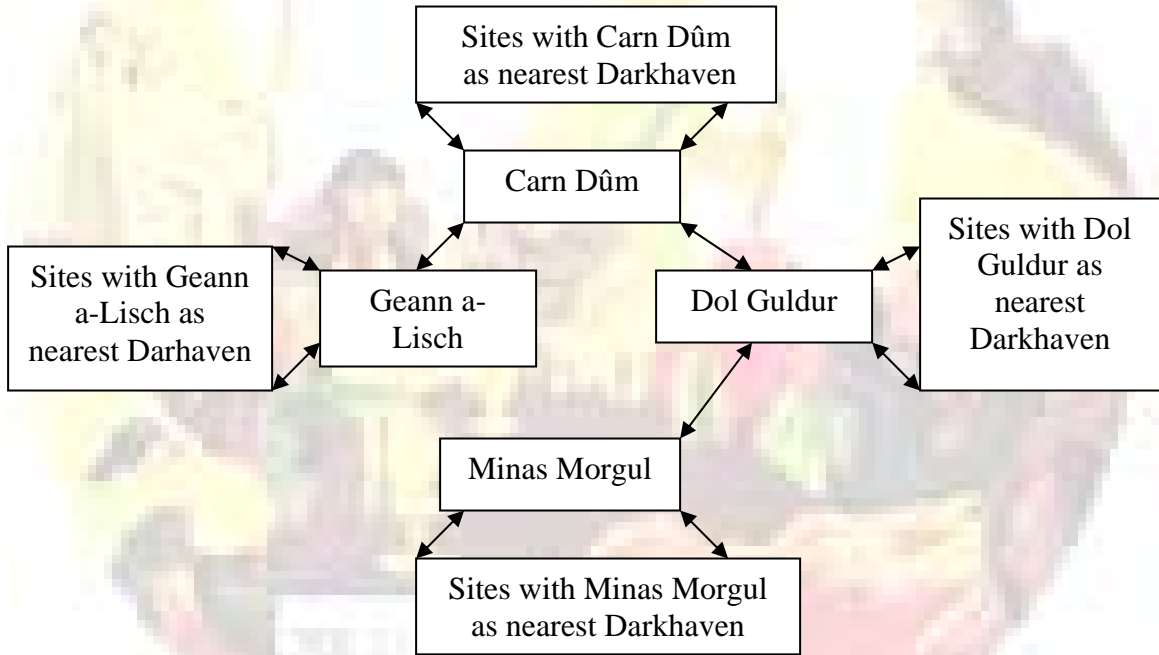 Sites with Carn Dûm
as nearest Darkhaven
Carn Dûm
Sites with Geann
a-Lisch as
nearest Darhaven
Geann a-
Lisch
Dol Guldur
Sites with Dol
Guldur as
nearest
Darkhaven
Minas Morgul
Sites with Minas Morgul
as nearest Darkhaven